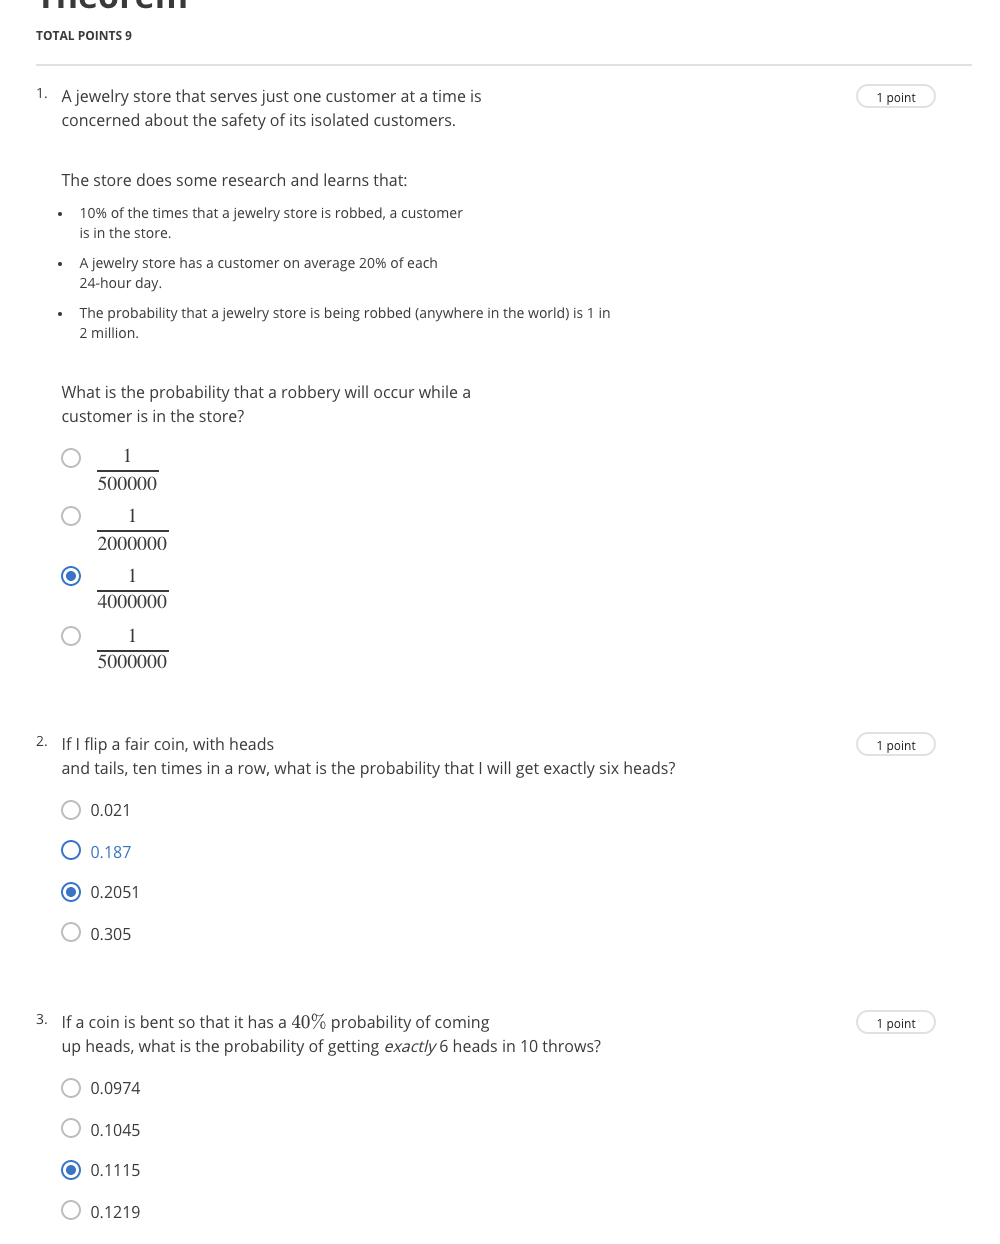 Theorem
TOTAL POINTS 9
1. A jewelry store that serves just one customer at a time is
1 point
concerned about the safety of its isolated customers.
The store does some research and learns that:
• 10% of the times that a jewelry store is robbed, a customer
is in the store.
• A jewelry store has a customer on average 20% of each
24-hour day.
• The probability that a jewelry store is being robbed (anywhere in the world) is 1 in
2 million.
What is the probability that a robbery will occur while a
customer is in the store?
1
500000
1
2000000
1
4000000
1
5000000
2. If I flip a fair coin, with heads
1 point
and tails, ten times in a row, what is the probability that I will get exactly six heads?
0.021
0.187
0.2051
0.305
3. If a coin is bent so that it has a 40% probability of coming
1 point
up heads, what is the probability of getting exactly 6 heads in 10 throws?
0.0974
0.1045
0.1115
0.1219